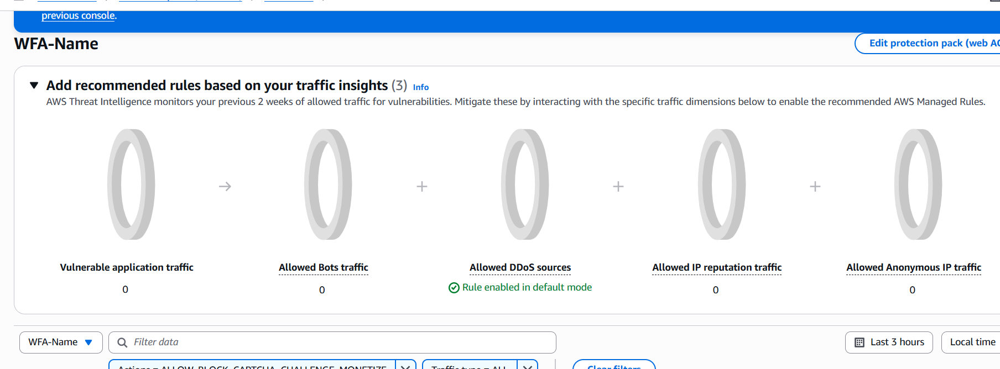 previous console.
WFA-Name
Edit protection pack (web AC
Add recommended rules based on your traffic insights (3) Info
AWS Threat Intelligence monitors your previous 2 weeks of allowed traffic for vulnerabilities. Mitigate these by interacting with the specific traffic dimensions below to enable the recommended AWS Managed Rules.
Vulnerable application traffic
0
Allowed Bots traffic
0
Allowed DDoS sources
Rule enabled in default mode
Allowed IP reputation traffic
0
Allowed Anonymous IP traffic
0
WFA-Name
Filter data
Last 3 hours
Local time
Actions = ALLOW, BLOCK, CAPTCHA, CHALLENGE, MONETIZE
Traffic type = ALL
Clear filters